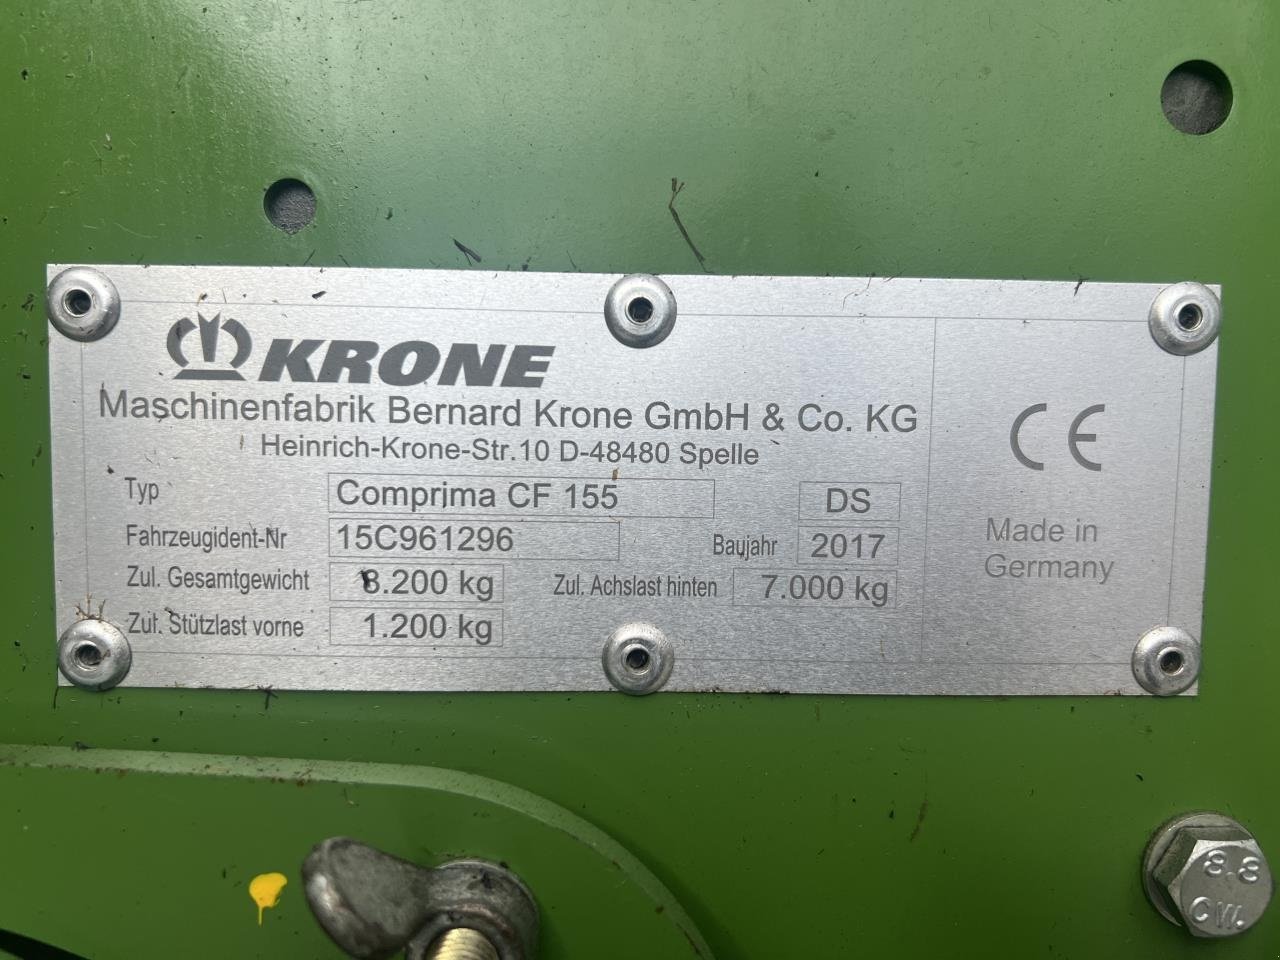 KRONE
Maschinenfabrik Bernard Krone GmbH & Co. KG
Heinrich-Krone-Str.10 D-48480 Spelle
Typ Comprima CF 155 DS
Fahrzeugident-Nr 15C961296 Baujahr 2017
Zul. Gesamtgewicht 8.200 kg Zul. Achslast hinten 7.000 kg
Zul. Stützlast vorne 1.200 kg
CE
Made in
Germany
8.8
CW.